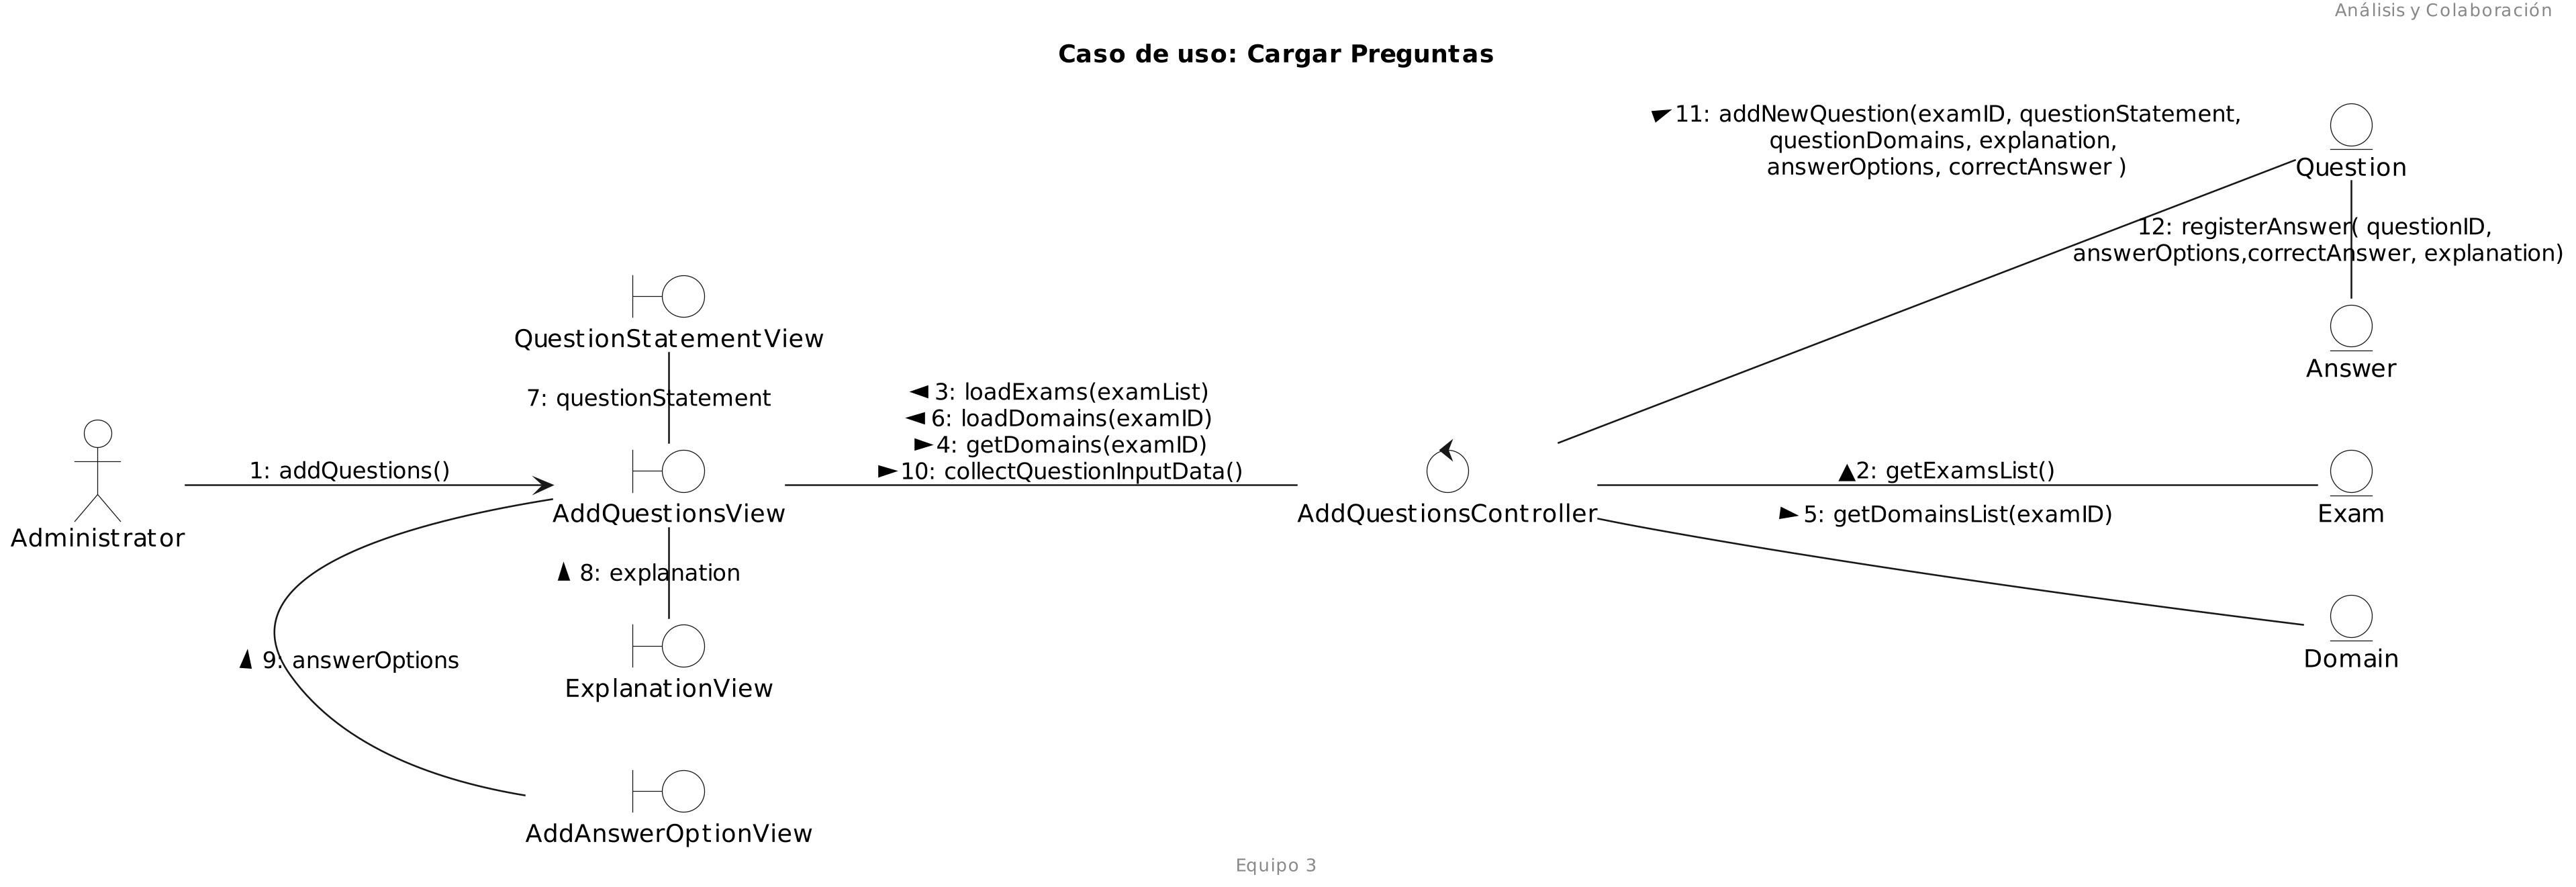 Análisis y Colaboración
Caso de uso: Cargar Preguntas
11: addNewQuestion(examID, questionStatement,
questionDomains, explanation,
answerOptions, correctAnswer )
Question
12: registerAnswer( questionID,
answerOptions,correctAnswer, explanation)
Answer
QuestionStatementView
7: questionStatement
3: loadExams(examList)
6: loadDomains(examID)
4: getDomains(examID)
10: collectQuestionInputData()
1: addQuestions()
2: getExamsList()
Administrator
AddQuestionsView
AddQuestionsController
5: getDomainsList(examID)
Exam
8: explanation
9: answerOptions
ExplanationView
Domain
AddAnswerOptionView
Equipo 3